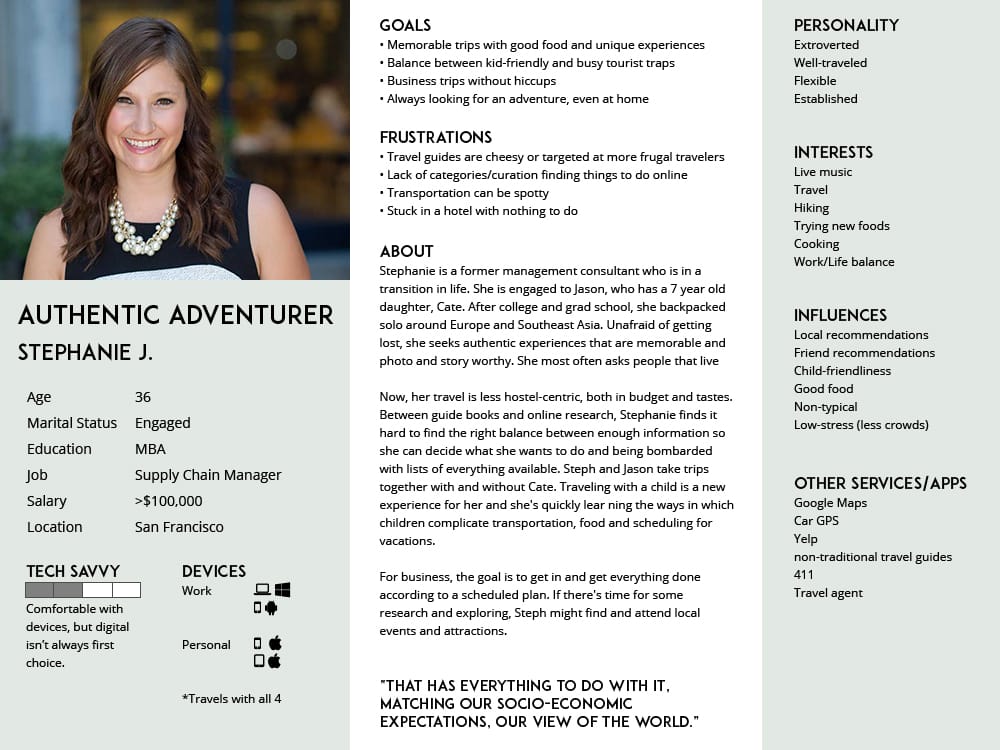 AUTHENTIC ADVENTURER
STEPHANIE J.
Age 36
Marital Status Engaged
Education MBA
Job Supply Chain Manager
Salary >$100,000
Location San Francisco
TECH SAVVY
Comfortable with
devices, but digital
isn't always first
choice.
DEVICES
Work
Personal
*Travels with all 4
GOALS
• Memorable trips with good food and unique experiences
• Balance between kid-friendly and busy tourist traps
• Business trips without hiccups
• Always looking for an adventure, even at home
FRUSTRATIONS
• Travel guides are cheesy or targeted at more frugal travelers
• Lack of categories/curation finding things to do online
• Transportation can be spotty
• Stuck in a hotel with nothing to do
ABOUT
Stephanie is a former management consultant who is in a
transition in life. She is engaged to Jason, who has a 7 year old
daughter, Cate. After college and grad school, she backpacked
solo around Europe and Southeast Asia. Unafraid of getting
lost, she seeks authentic experiences that are memorable and
photo and story worthy. She most often asks people that live
Now, her travel is less hostel-centric, both in budget and tastes.
Between guide books and online research, Stephanie finds it
hard to find the right balance between enough information so
she can decide what she wants to do and being bombarded
with lists of everything available. Steph and Jason take trips
together with and without Cate. Traveling with a child is a new
experience for her and she's quickly lear ning the ways in which
children complicate transportation, food and scheduling for
vacations.
For business, the goal is to get in and get everything done
according to a scheduled plan. If there's time for some
research and exploring, Steph might find and attend local
events and attractions.
"THAT HAS EVERYTHING TO DO WITH IT,
MATCHING OUR SOCIO-ECONOMIC
EXPECTATIONS, OUR VIEW OF THE WORLD."
PERSONALITY
Extroverted
Well-traveled
Flexible
Established
INTERESTS
Live music
Travel
Hiking
Trying new foods
Cooking
Work/Life balance
INFLUENCES
Local recommendations
Friend recommendations
Child-friendliness
Good food
Non-typical
Low-stress (less crowds)
OTHER SERVICES/APPS
Google Maps
Car GPS
Yelp
non-traditional travel guides
411
Travel agent